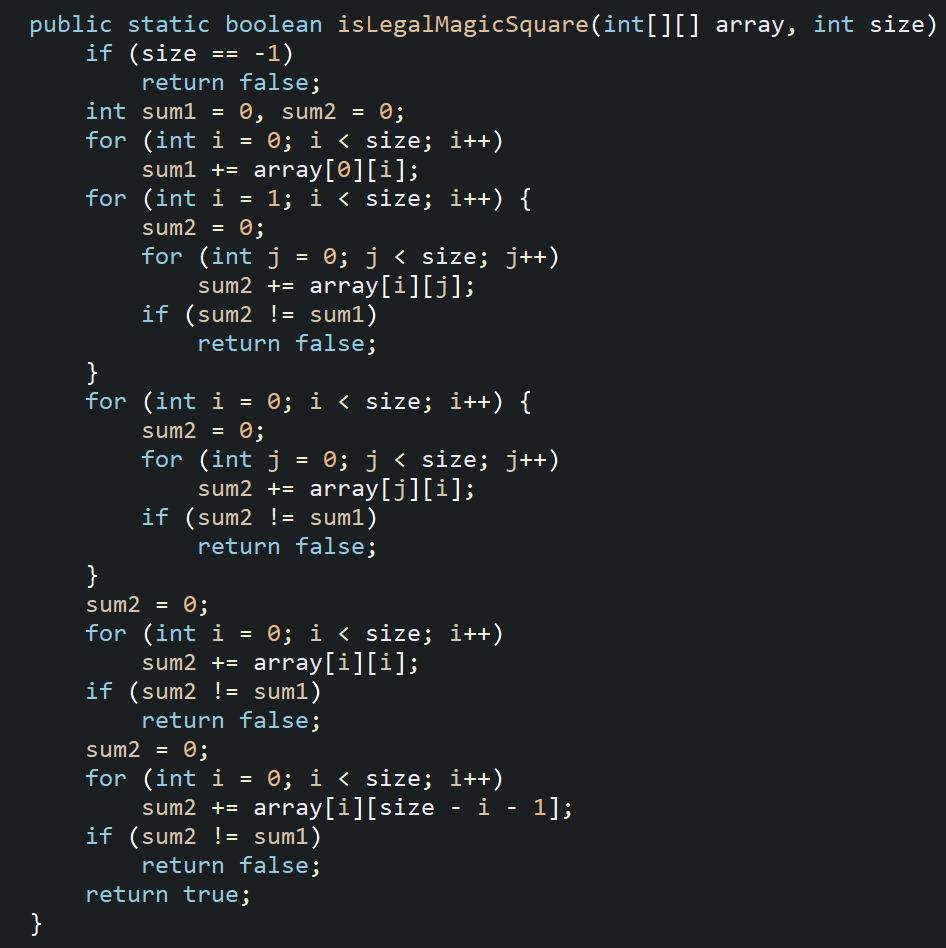 public static boolean isLegalMagicSquare(int[][] array, int size)
    if (size == -1)
        return false;
    int sum1 = 0, sum2 = 0;
    for (int i = 0; i < size; i++)
        sum1 += array[0][i];
    for (int i = 1; i < size; i++) {
        sum2 = 0;
        for (int j = 0; j < size; j++)
            sum2 += array[i][j];
        if (sum2 != sum1)
            return false;
    }
    for (int i = 0; i < size; i++) {
        sum2 = 0;
        for (int j = 0; j < size; j++)
            sum2 += array[j][i];
        if (sum2 != sum1)
            return false;
    }
    sum2 = 0;
    for (int i = 0; i < size; i++)
        sum2 += array[i][i];
    if (sum2 != sum1)
        return false;
    sum2 = 0;
    for (int i = 0; i < size; i++)
        sum2 += array[i][size - i - 1];
    if (sum2 != sum1)
        return false;
    return true;
}